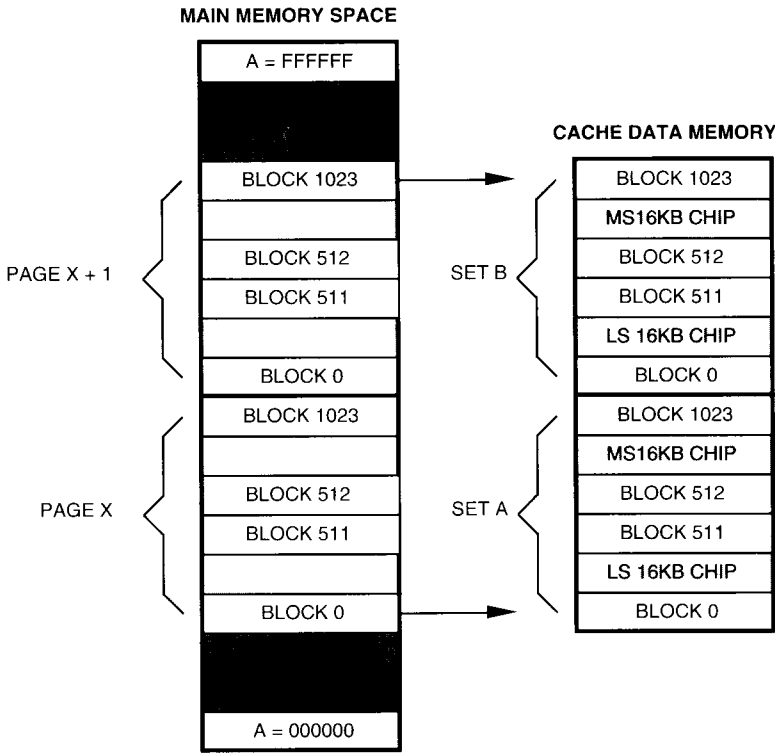 MAIN MEMORY SPACE
A = FFFFFF
BLOCK 1023
BLOCK 512
BLOCK 511
BLOCK 0
PAGE X + 1
BLOCK 1023
BLOCK 512
BLOCK 511
BLOCK 0
PAGE X
A = 000000
CACHE DATA MEMORY
BLOCK 1023
MS16KB CHIP
BLOCK 512
BLOCK 511
LS 16KB CHIP
BLOCK 0
SET B
BLOCK 1023
MS16KB CHIP
BLOCK 512
BLOCK 511
LS 16KB CHIP
BLOCK 0
SET A